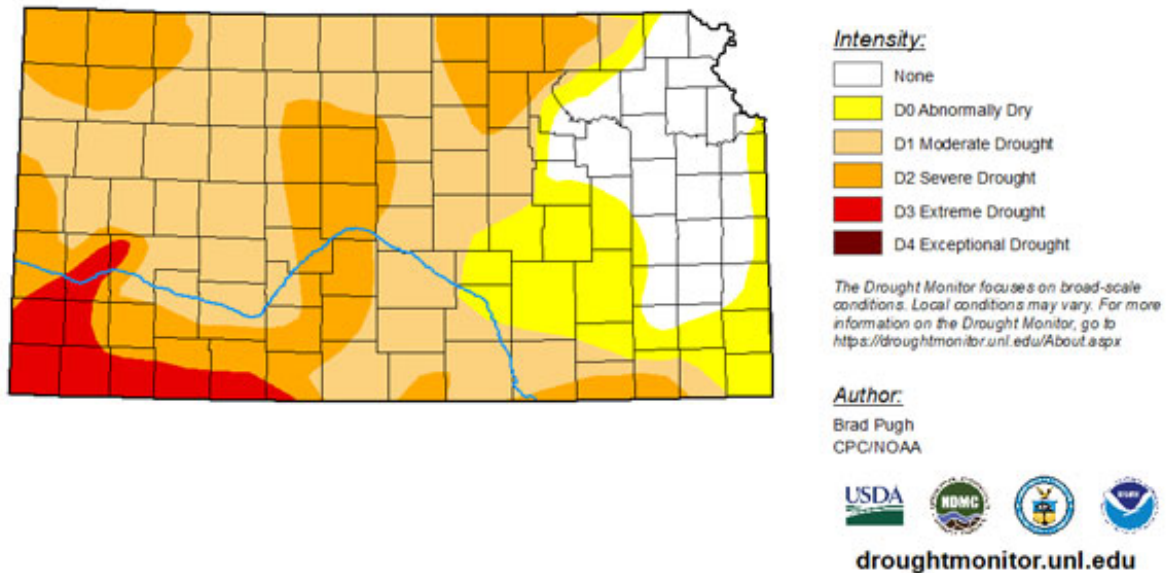 Intensity:
None
D0 Abnormally Dry
D1 Moderate Drought
D2 Severe Drought
D3 Extreme Drought
D4 Exceptional Drought
The Drought Monitor focuses on broad-scale
conditions. Local conditions may vary. For more
information on the Drought Monitor, go to
https://droughtmonitor.unl.edu/About.aspx
Author:
Brad Pugh
CPC/NOAA
USDA
NDMC
droughtmonitor.unl.edu